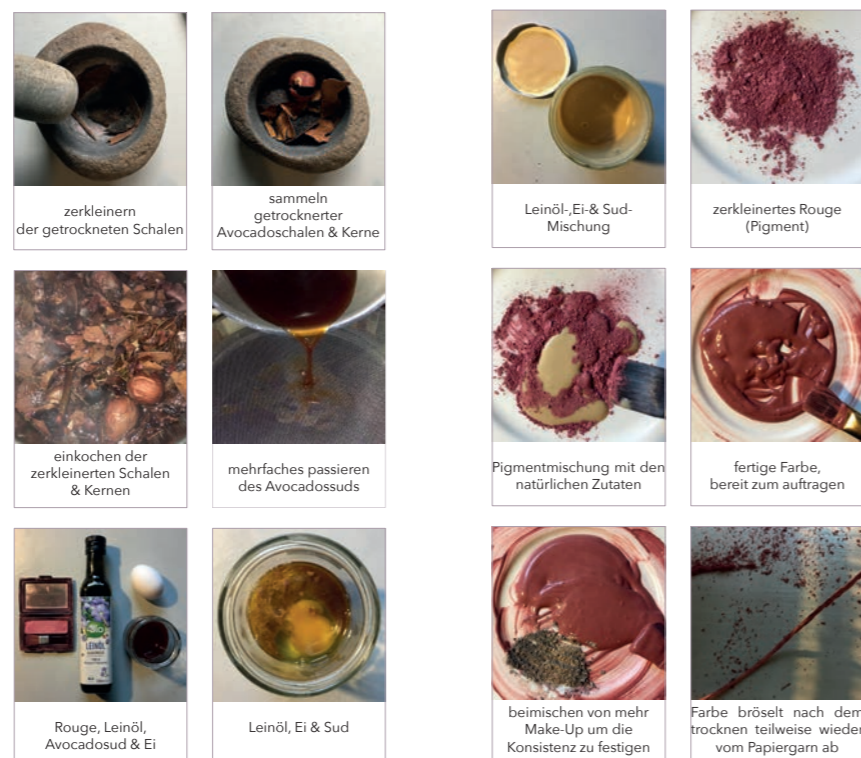 zerkleinern
der getrockneten Schalen
sammeln
getrockneter
Avocadoschalen & Kerne
einkochen der
zerkleinerten Schalen
& Kernen
mehrfaches passieren
des Avocadossuds
LEINÖL
Rouge, Leinöl,
Avocadosud & Ei
Leinöl, Ei & Sud
Leinöl-,Ei-& Sud-
Mischung
zerkleinertes Rouge
(Pigment)
Pigmentmischung mit den
natürlichen Zutaten
fertige Farbe,
bereit zum auftragen
beimischen von mehr
Make-Up um die
Konsistenz zu festigen
Farbe bröselt nach dem
trocknen teilweise wieder
vom Papiergarn ab